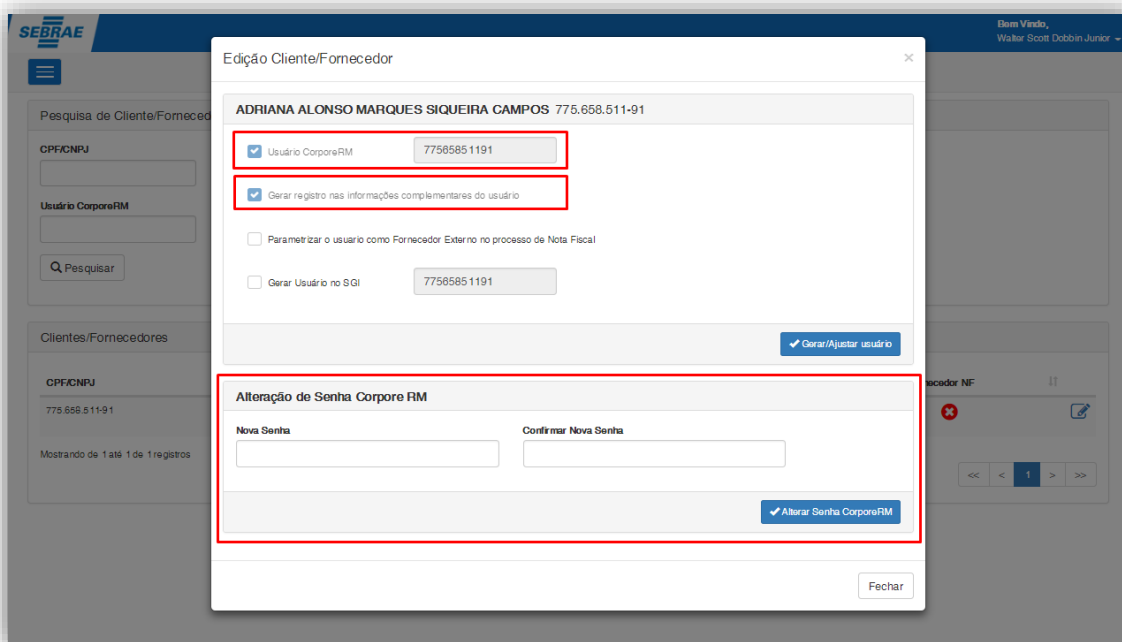 SEBRAE
Bem Vindo,
Walter Scott Dobbin Junior
Edição Cliente/Fornecedor
×
Pesquisa de Cliente/Forneced
CPF/CNPJ
Usuário CorporeRM
Pesquisar
ADRIANA ALONSO MARQUES SIQUEIRA CAMPOS 775.658.511-91
Usuário CorporeRM 77565851191
Gerar registro nas informações complementares do usuário
Parametrizar o usuario como Fornecedor Externo no processo de Nota Fiscal
Gerar Usuário no SGI 77565851191
Gerar/Ajustar usuário
Clientes/Fornecedores
CPF/CNPJ
necedor NF
775.658.511-91
Mostrando de 1 até 1 de 1 registros
<< < 1 > >>
Alteração de Senha Corpore RM
Nova Senha Confirmar Nova Senha
Alterar Senha CorporeRM
Fechar